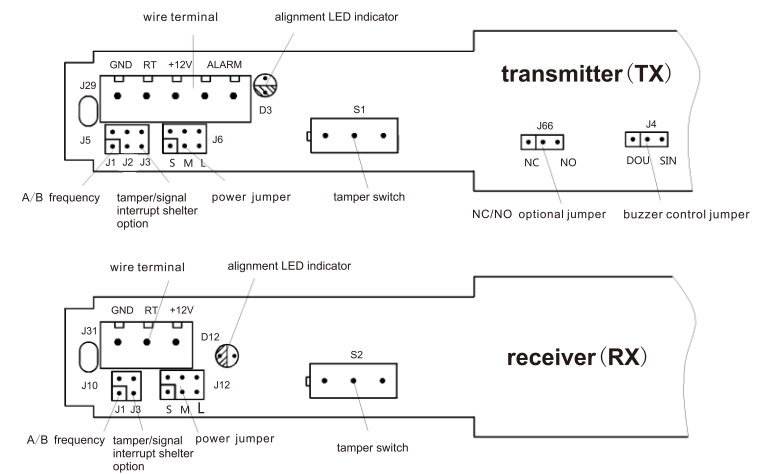 wire terminal
alignment LED indicator
GND RT +12V ALARM
J29
D3
S1
transmitter（TX）
J5
J6
J1 J2 J3 S M L
J66
J4
NC NO
DOU SIN
A/B frequency
tamper/signal
interrupt shelter
option
power jumper
tamper switch
NC/NO optional jumper
buzzer control jumper
wire terminal
alignment LED indicator
GND RT +12V
J31
D12
S2
receiver（RX）
J10
J12
J1 J3 S M L
A/B frequency
tamper/signal
interrupt shelter
option
power jumper
tamper switch